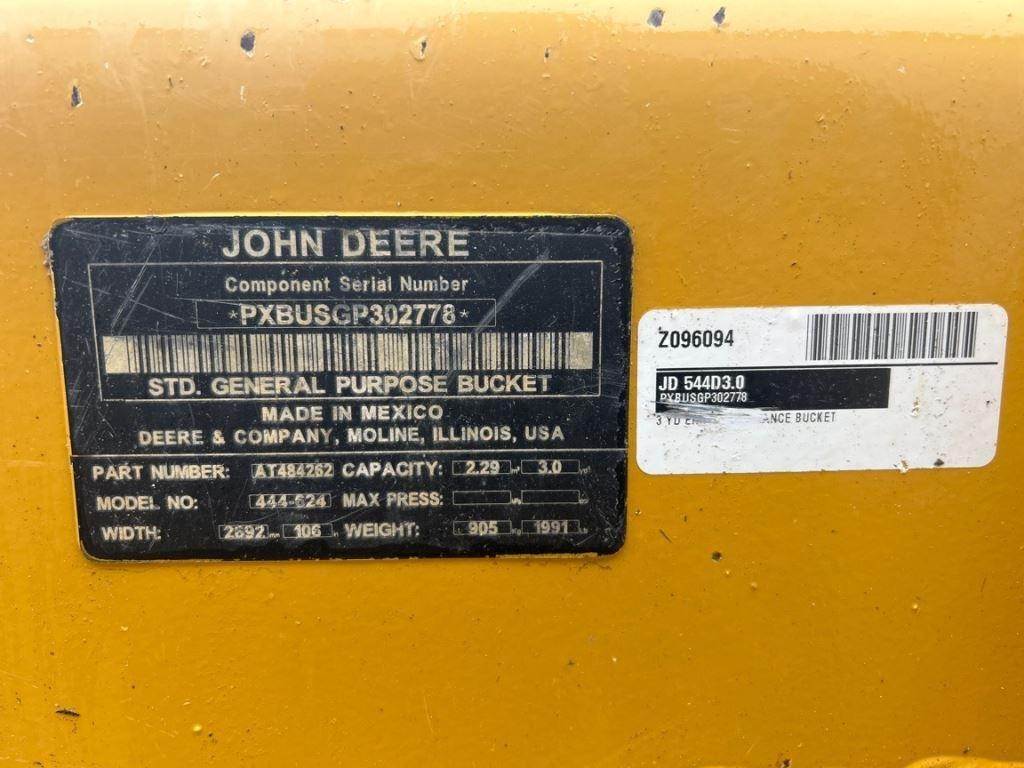 JOHN DEERE
Component Serial Number
*PXBUSGP302778*
STD. GENERAL PURPOSE BUCKET
MADE IN MEXICO
DEERE & COMPANY, MOLINE, ILLINOIS, USA
PART NUMBER: AT484262 CAPACITY: 2.29 3.0
MODEL NO: 444-624 MAX PRESS:
WIDTH: 2692 mm 106 WEIGHT: 905 1991
Z096094
JD 544D3.0
PXBUSGP302778
3 YD BUCKET